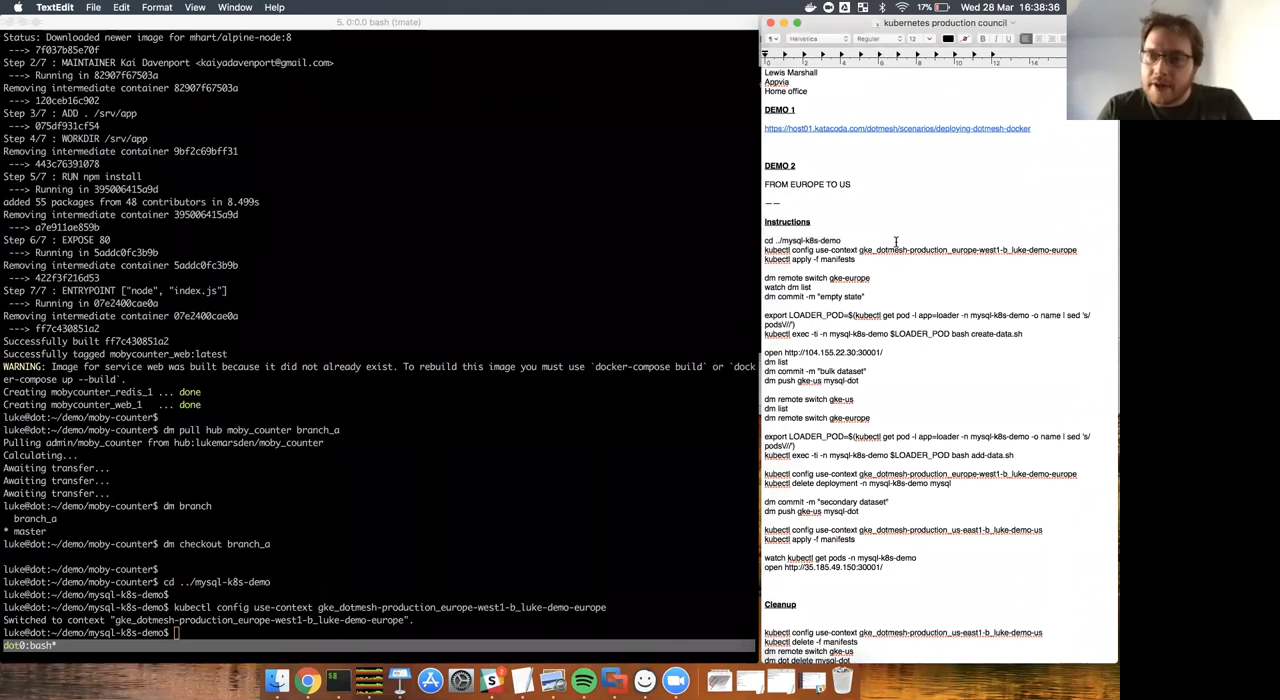 TextEdit File Edit Format View Window Help
17% Wed 28 Mar 16:38:36
5. 0:0.0 bash (tmate)
Status: Downloaded newer image for mhart/alpine-node:8
---> 7f037b85e70f
Step 2/7 : MAINTAINER Kai Davenport <kaiyadavenport@gmail.com>
---> Running in 82907f67503a
Removing intermediate container 82907f67503a
---> 120ceb16c902
Step 3/7 : ADD . /srv/app
---> 075df931cf54
Step 4/7 : WORKDIR /srv/app
Removing intermediate container 9bf2c69bff31
---> 443c76391078
Step 5/7 : RUN npm install
---> Running in 395006415a9d
added 55 packages from 48 contributors in 8.499s
Removing intermediate container 395006415a9d
---> a7e911ae859b
Step 6/7 : EXPOSE 80
---> Running in 5addc0fc3b9b
Removing intermediate container 5addc0fc3b9b
---> 422f3f216d53
Step 7/7 : ENTRYPOINT ["node", "index.js"]
---> Running in 07e2400cae0a
Removing intermediate container 07e2400cae0a
---> ff7c430851a2
Successfully built ff7c430851a2
Successfully tagged mobycounter_web:latest
WARNING: Image for service web was built because it did not already exist. To rebuild this image you must use `docker-compose build` or `dock
er-compose up --build`.
Creating mobycounter_redis_1 ... done
Creating mobycounter_web_1 ... done
luke@dot:~/demo/moby-counter$
luke@dot:~/demo/moby-counter$ dm pull hub moby_counter branch_a
Pulling admin/moby_counter from hub:lukemarsden/moby_counter
Calculating...
Awaiting transfer...
Awaiting transfer...
Awaiting transfer...
luke@dot:~/demo/moby-counter$ dm branch
branch_a
* master
luke@dot:~/demo/moby-counter$ dm checkout branch_a
luke@dot:~/demo/moby-counter$
luke@dot:~/demo/moby-counter$ cd ../mysql-k8s-demo
luke@dot:~/demo/mysql-k8s-demo$
luke@dot:~/demo/mysql-k8s-demo$ kubectl config use-context gke_dotmesh-production_europe-west1-b_luke-demo-europe
Switched to context "gke_dotmesh-production_europe-west1-b_luke-demo-europe".
luke@dot:~/demo/mysql-k8s-demo$
dot0:bash*
kubernetes production council
Helvetica Regular 12 B I U
0 2 4 6 8 10 12 14
Lewis Marshall
Appvia
Home office
DEMO 1
https://host01.katacoda.com/dotmesh/scenarios/deploying-dotmesh-docker
DEMO 2
FROM EUROPE TO US
——
Instructions
cd ../mysql-k8s-demo
kubectl config use-context gke_dotmesh-production_europe-west1-b_luke-demo-europe
kubectl apply -f manifests
dm remote switch gke-europe
watch dm list
dm commit -m "empty state"
export LOADER_POD=$(kubectl get pod -l app=loader -n mysql-k8s-demo -o name | sed 's/
pods\///')
kubectl exec -ti -n mysql-k8s-demo $LOADER_POD bash create-data.sh
open http://104.155.22.30:30001/
dm list
dm commit -m "bulk dataset"
dm push gke-us mysql-dot
dm remote switch gke-us
dm list
dm remote switch gke-europe
export LOADER_POD=$(kubectl get pod -l app=loader -n mysql-k8s-demo -o name | sed 's/
pods\///')
kubectl exec -ti -n mysql-k8s-demo $LOADER_POD bash add-data.sh
kubectl config use-context gke_dotmesh-production_europe-west1-b_luke-demo-europe
kubectl delete deployment -n mysql-k8s-demo mysql
dm commit -m "secondary dataset"
dm push gke-us mysql-dot
kubectl config use-context gke_dotmesh-production_us-east1-b_luke-demo-us
kubectl apply -f manifests
watch kubectl get pods -n mysql-k8s-demo
open http://35.185.49.150:30001/
Cleanup
kubectl config use-context gke_dotmesh-production_us-east1-b_luke-demo-us
kubectl delete -f manifests
dm remote switch gke-us
dm dot delete mysql-dot